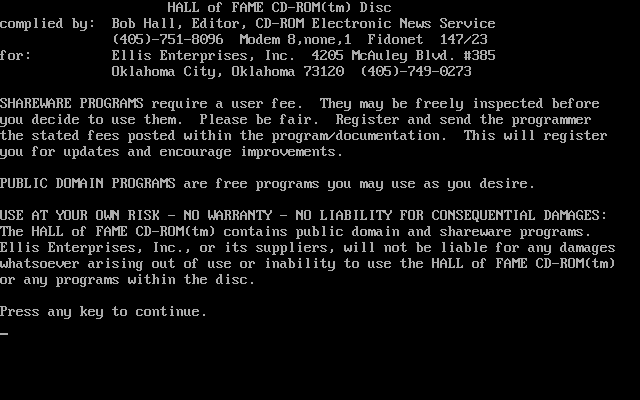 HALL of FAME CD-ROM(tm) Disc
complied by:  Bob Hall, Editor, CD-ROM Electronic News Service
(405)-751-8096  Modem 8,none,1  Fidonet  147/23
for:          Ellis Enterprises, Inc.  4205 McAuley Blvd. #385
Oklahoma City, Oklahoma 73120  (405)-749-0273
SHAREWARE PROGRAMS require a user fee.  They may be freely inspected before
you decide to use them.  Please be fair.  Register and send the programmer
the stated fees posted within the program/documentation.  This will register
you for updates and encourage improvements.
PUBLIC DOMAIN PROGRAMS are free programs you may use as you desire.
USE AT YOUR OWN RISK - NO WARRANTY - NO LIABILITY FOR CONSEQUENTIAL DAMAGES:
The HALL of FAME CD-ROM(tm) contains public domain and shareware programs.
Ellis Enterprises, Inc., or its suppliers, will not be liable for any damages
whatsoever arising out of use or inability to use the HALL of FAME CD-ROM(tm)
or any programs within the disc.
Press any key to continue.